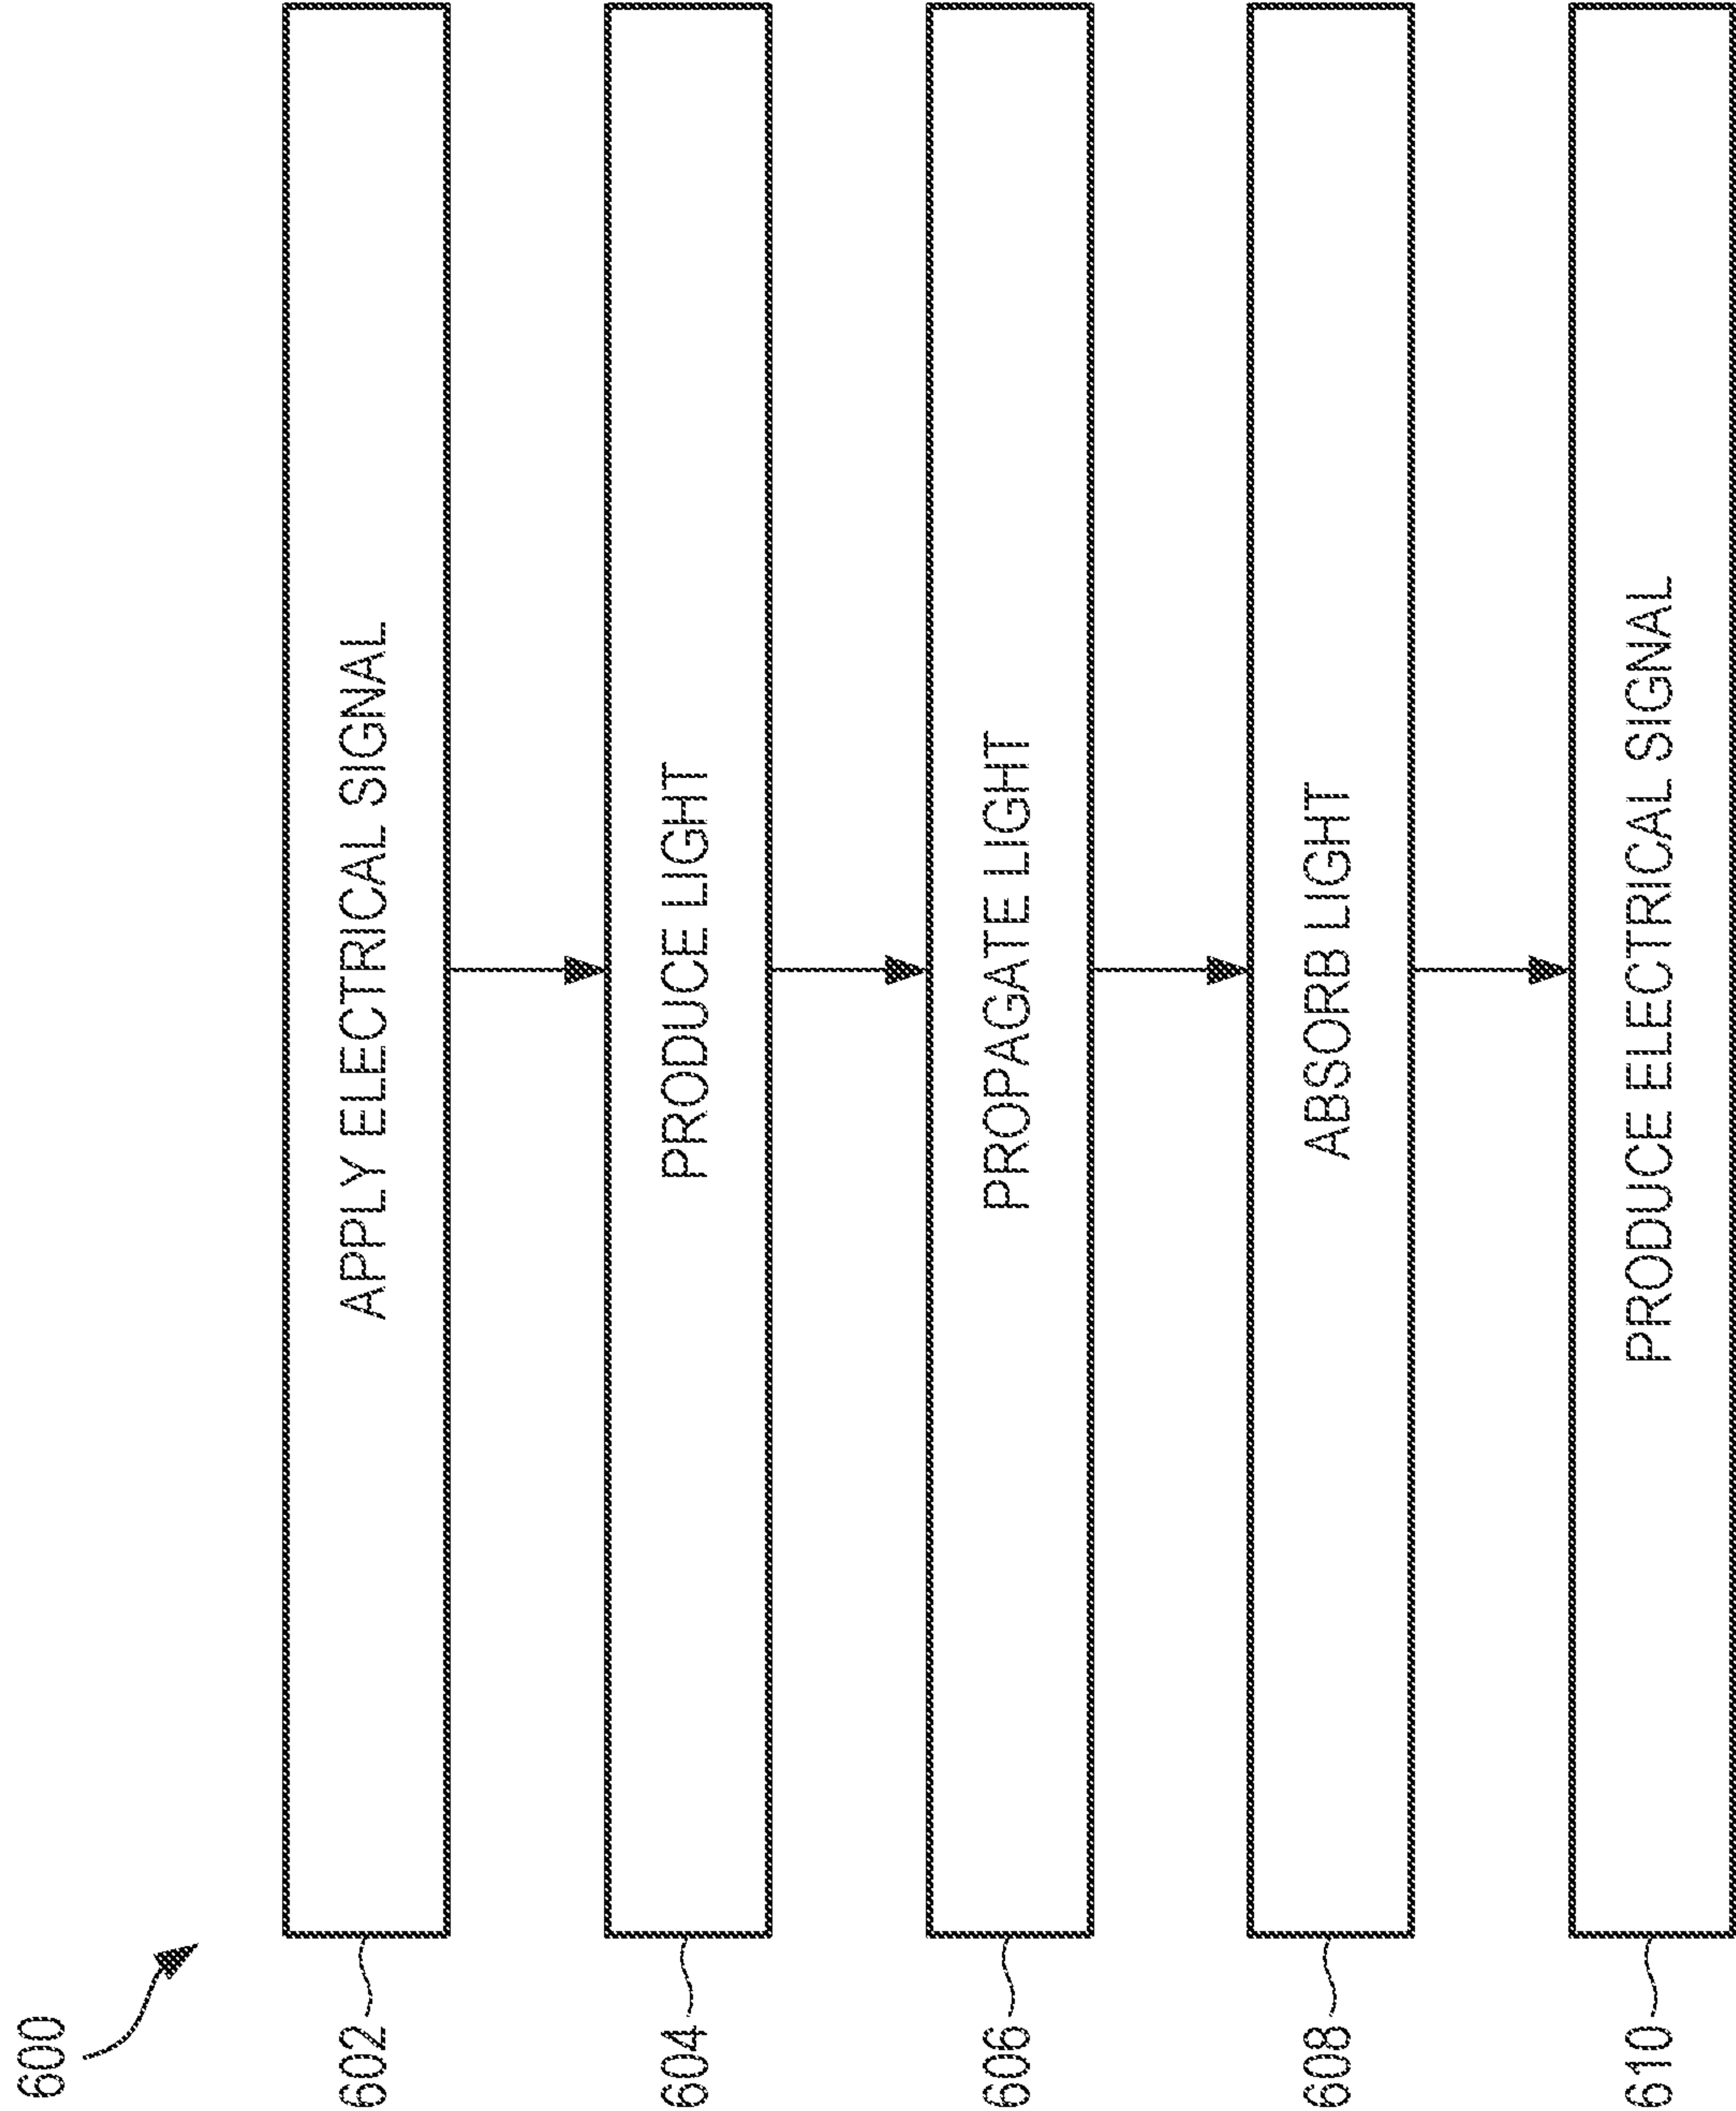 600
602
APPLY ELECTRICAL SIGNAL
604
PRODUCE LIGHT
606
PROPAGATE LIGHT
608
ABSORB LIGHT
610
PRODUCE ELECTRICAL SIGNAL